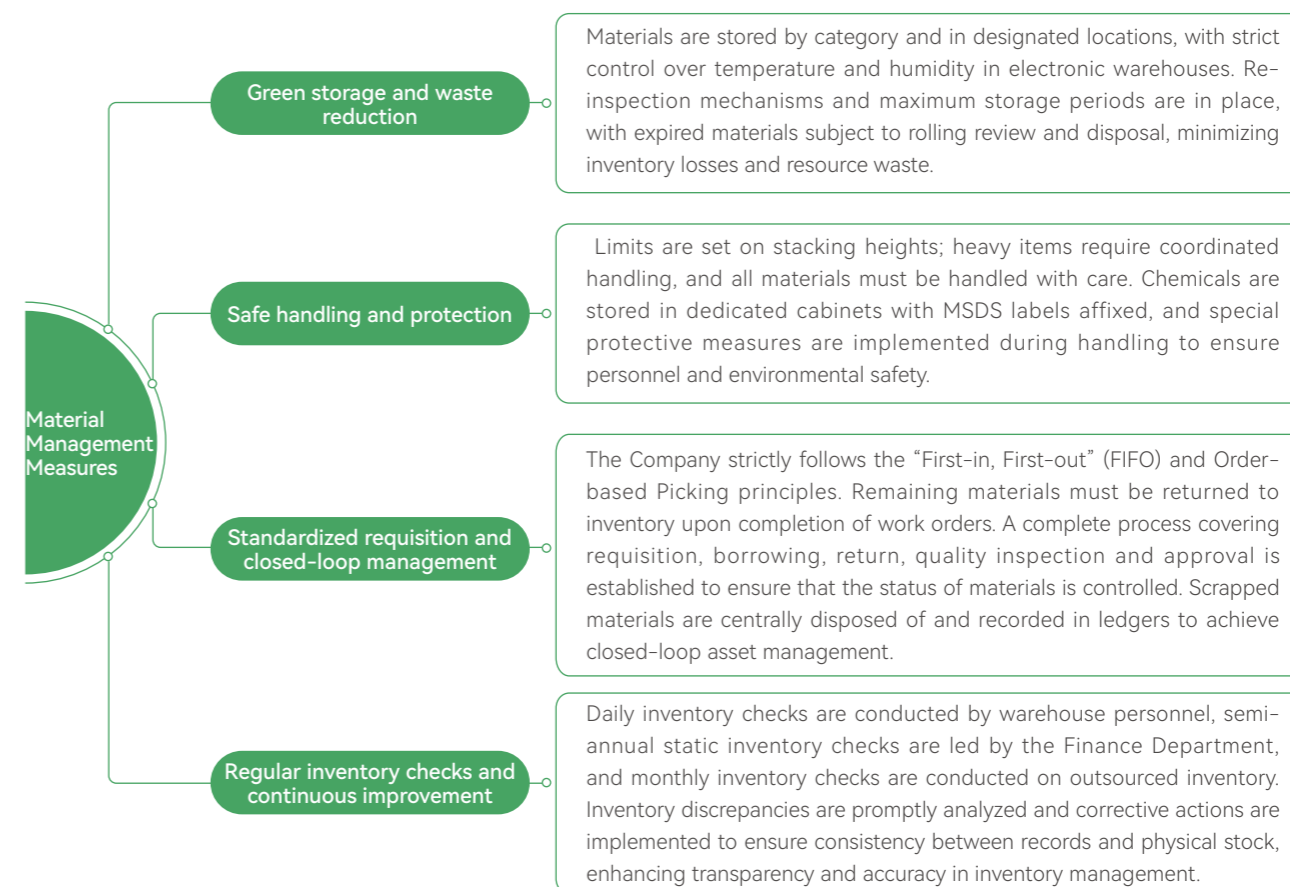 Material
Management
Measures
Green storage and waste
reduction
Materials are stored by category and in designated locations, with strict
control over temperature and humidity in electronic warehouses. Re-
inspection mechanisms and maximum storage periods are in place,
with expired materials subject to rolling review and disposal, minimizing
inventory losses and resource waste.
Safe handling and protection
Limits are set on stacking heights; heavy items require coordinated
handling, and all materials must be handled with care. Chemicals are
stored in dedicated cabinets with MSDS labels affixed, and special
protective measures are implemented during handling to ensure
personnel and environmental safety.
Standardized requisition and
closed-loop management
The Company strictly follows the “First-in, First-out” (FIFO) and Order-
based Picking principles. Remaining materials must be returned to
inventory upon completion of work orders. A complete process covering
requisition, borrowing, return, quality inspection and approval is
established to ensure that the status of materials is controlled. Scrapped
materials are centrally disposed of and recorded in ledgers to achieve
closed-loop asset management.
Regular inventory checks and
continuous improvement
Daily inventory checks are conducted by warehouse personnel, semi-
annual static inventory checks are led by the Finance Department,
and monthly inventory checks are conducted on outsourced inventory.
Inventory discrepancies are promptly analyzed and corrective actions are
implemented to ensure consistency between records and physical stock,
enhancing transparency and accuracy in inventory management.